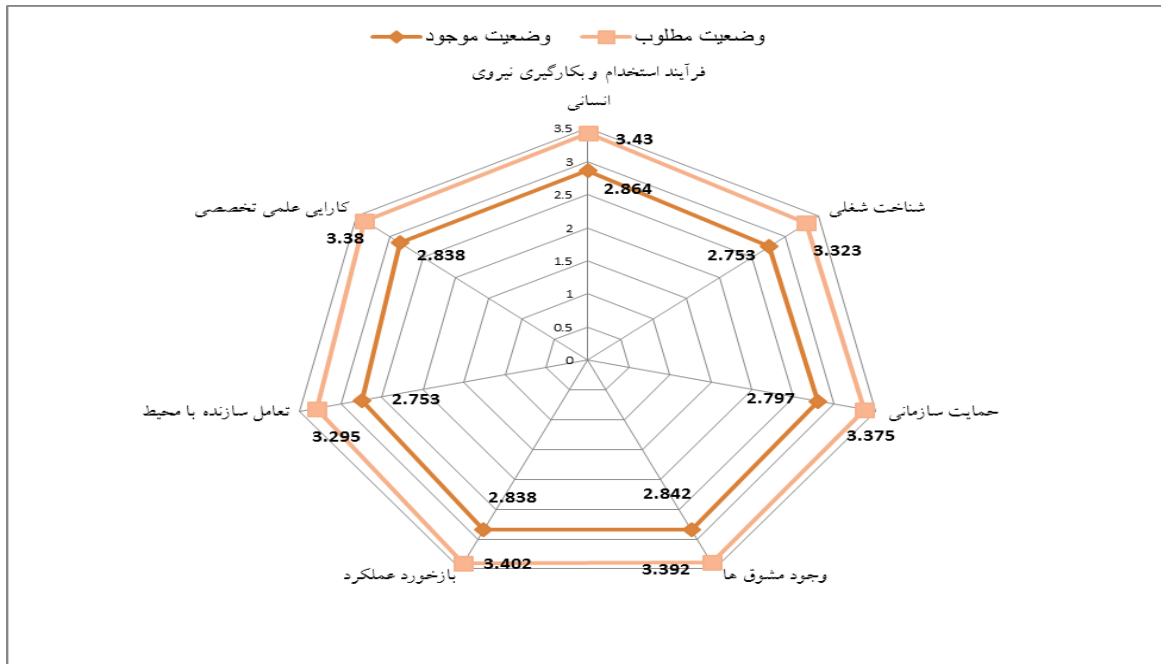 وضعیت مطلوب
وضعیت موجود
فرآیند استخدام و بکارگیری نیروی
انسانی
3.5
3.43
3
2.864
2.5
2
1.5
1
0.5
0
کارایی علمی تخصصی
شناخت شغلی
3.38
2.838
2.753
3.323
تعامل سازنده با محیط
حمایت سازمانی
3.295
2.753
2.797
3.375
2.838
2.842
بازخورد عملکرد
3.402
3.392
وجود مشوق ها